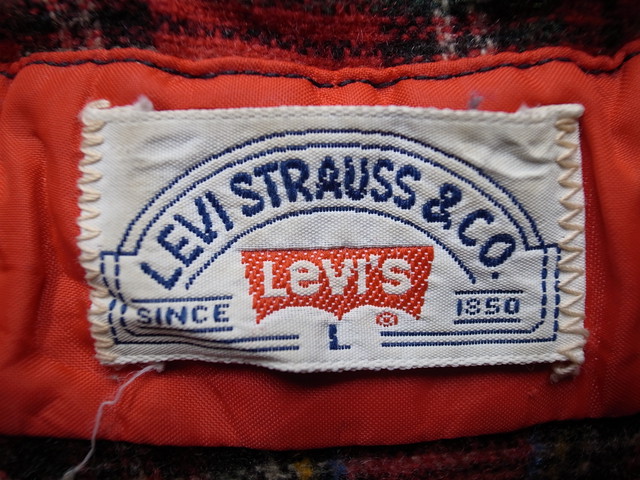 LEVI STRAUSS & CO.
Levi's
SINCE 1850
L ®